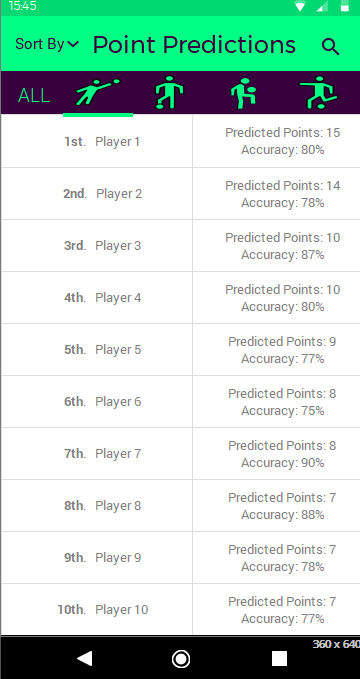 15:45
Sort By Point Predictions
ALL
1st. Player 1
Predicted Points: 15
Accuracy: 80%
2nd. Player 2
Predicted Points: 14
Accuracy: 78%
3rd. Player 3
Predicted Points: 10
Accuracy: 87%
4th. Player 4
Predicted Points: 10
Accuracy: 80%
5th. Player 5
Predicted Points: 9
Accuracy: 77%
6th. Player 6
Predicted Points: 8
Accuracy: 75%
7th. Player 7
Predicted Points: 8
Accuracy: 90%
8th. Player 8
Predicted Points: 7
Accuracy: 88%
9th. Player 9
Predicted Points: 7
Accuracy: 78%
10th. Player 10
Predicted Points: 7
Accuracy: 77%
360 x 640